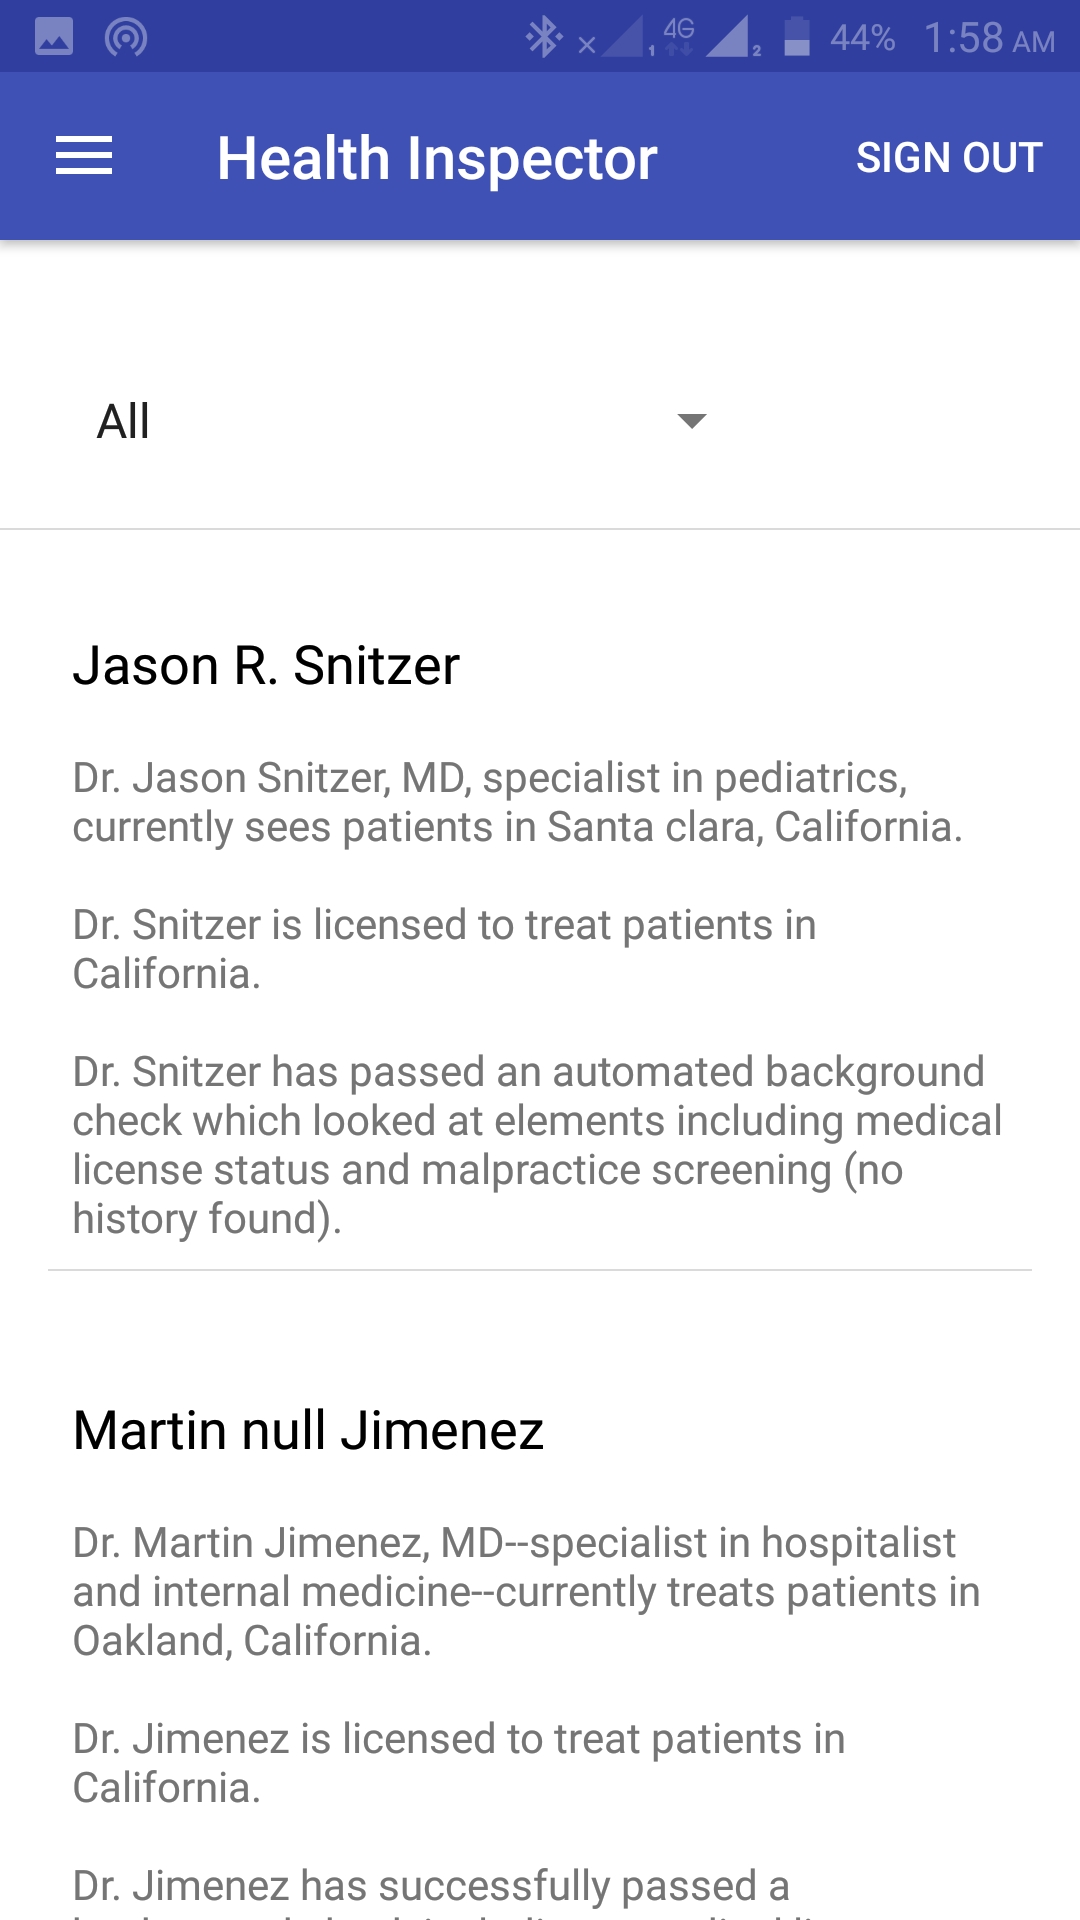 1 4G 2 44% 1:58 AM
Health Inspector SIGN OUT
All
Jason R. Snitzer
Dr. Jason Snitzer, MD, specialist in pediatrics,
currently sees patients in Santa clara, California.
Dr. Snitzer is licensed to treat patients in
California.
Dr. Snitzer has passed an automated background
check which looked at elements including medical
license status and malpractice screening (no
history found).
Martin null Jimenez
Dr. Martin Jimenez, MD--specialist in hospitalist
and internal medicine--currently treats patients in
Oakland, California.
Dr. Jimenez is licensed to treat patients in
California.
Dr. Jimenez has successfully passed a